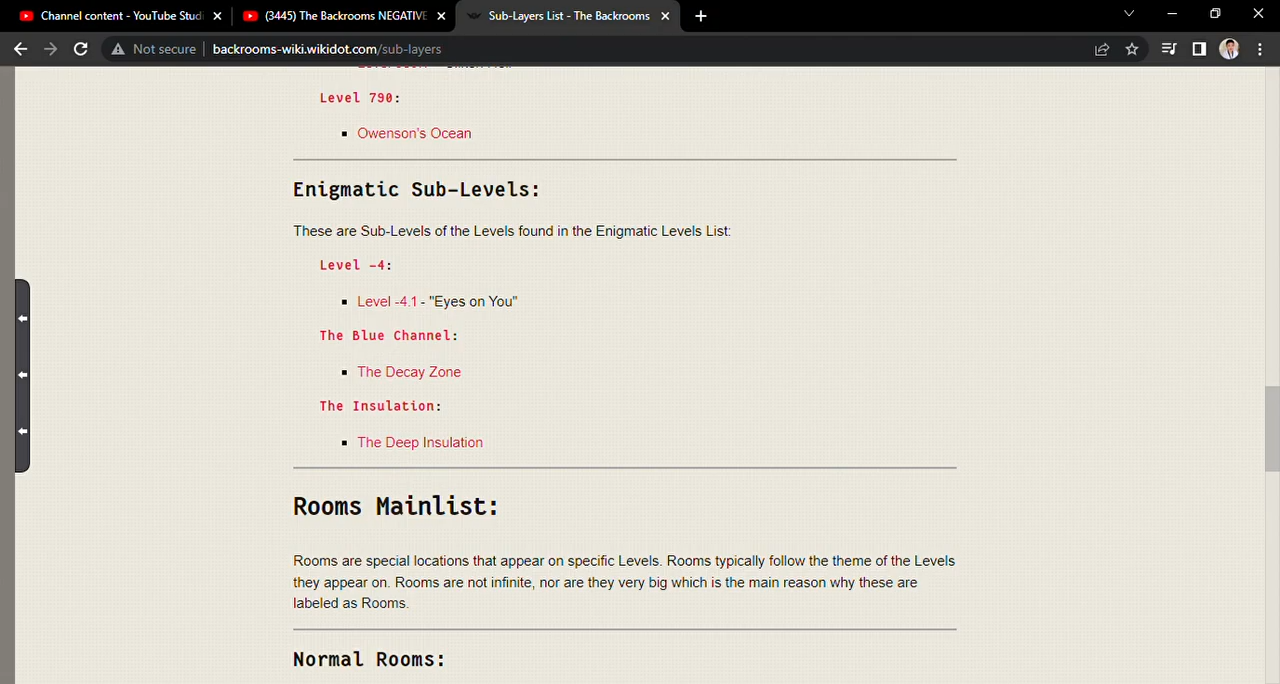 Channel content - YouTube Studi
(3445) The Backrooms NEGATIVE
Sub-Layers List - The Backrooms
Not secure
backrooms-wiki.wikidot.com/sub-layers
Level 790:
Owenson's Ocean
Enigmatic Sub-Levels:
These are Sub-Levels of the Levels found in the Enigmatic Levels List:
Level -4:
Level -4.1 - "Eyes on You"
The Blue Channel:
The Decay Zone
The Insulation:
The Deep Insulation
Rooms Mainlist:
Rooms are special locations that appear on specific Levels. Rooms typically follow the theme of the Levels
they appear on. Rooms are not infinite, nor are they very big which is the main reason why these are
labeled as Rooms.
Normal Rooms: